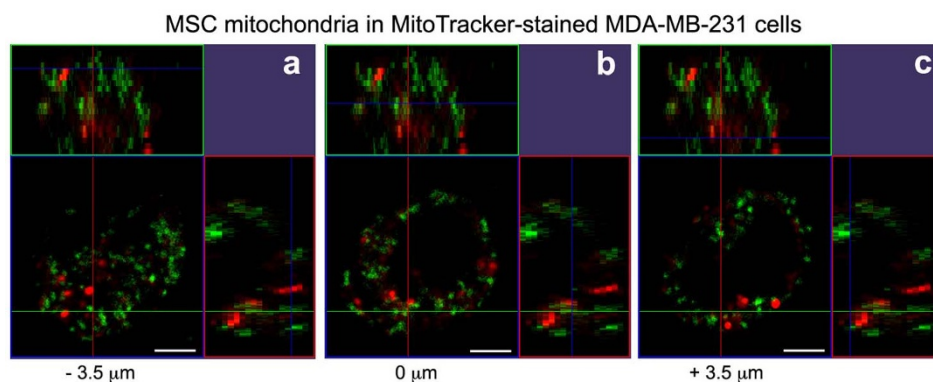 MSC mitochondria in MitoTracker-stained MDA-MB-231 cells
a
b
c
- 3.5 μm
0 μm
+ 3.5 μm